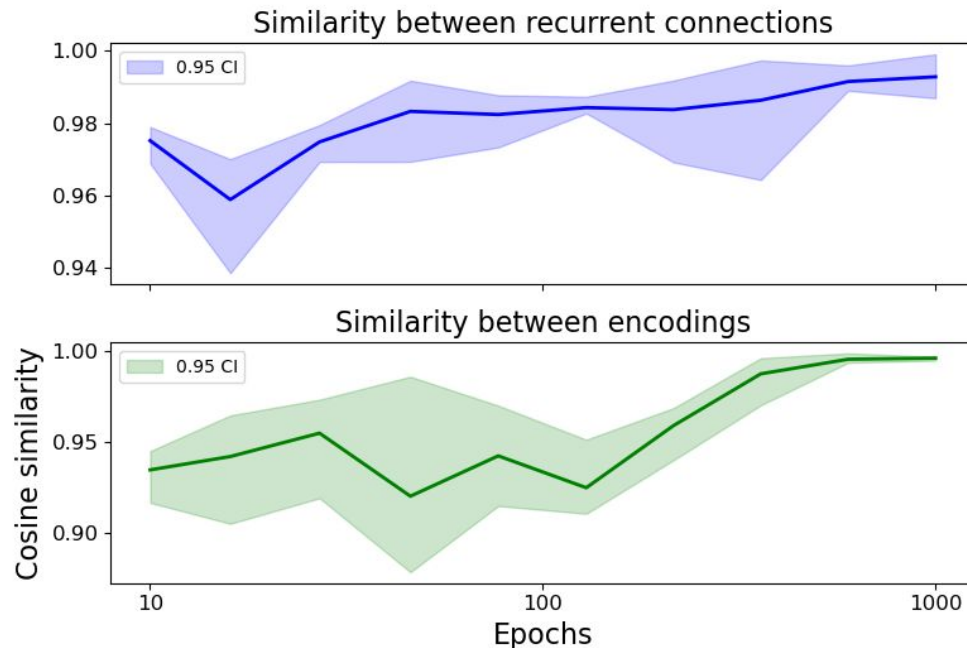 Similarity between recurrent connections
1.00
0.95 CI
0.98
0.96
0.94
Similarity between encodings
1.00
0.95 CI
0.95
0.90
Cosine similarity
10
100
1000
Epochs